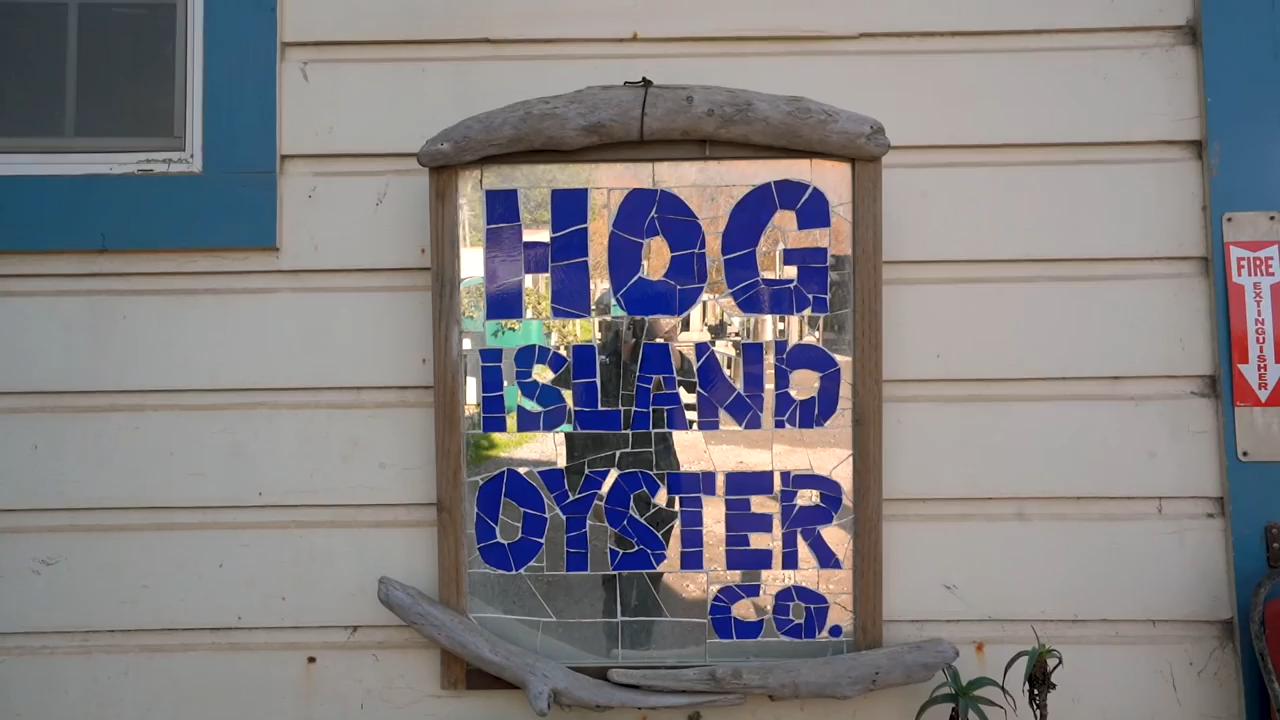 HOG
ISLAND
OYSTER
CO.
FIRE
EXTINGUISHER